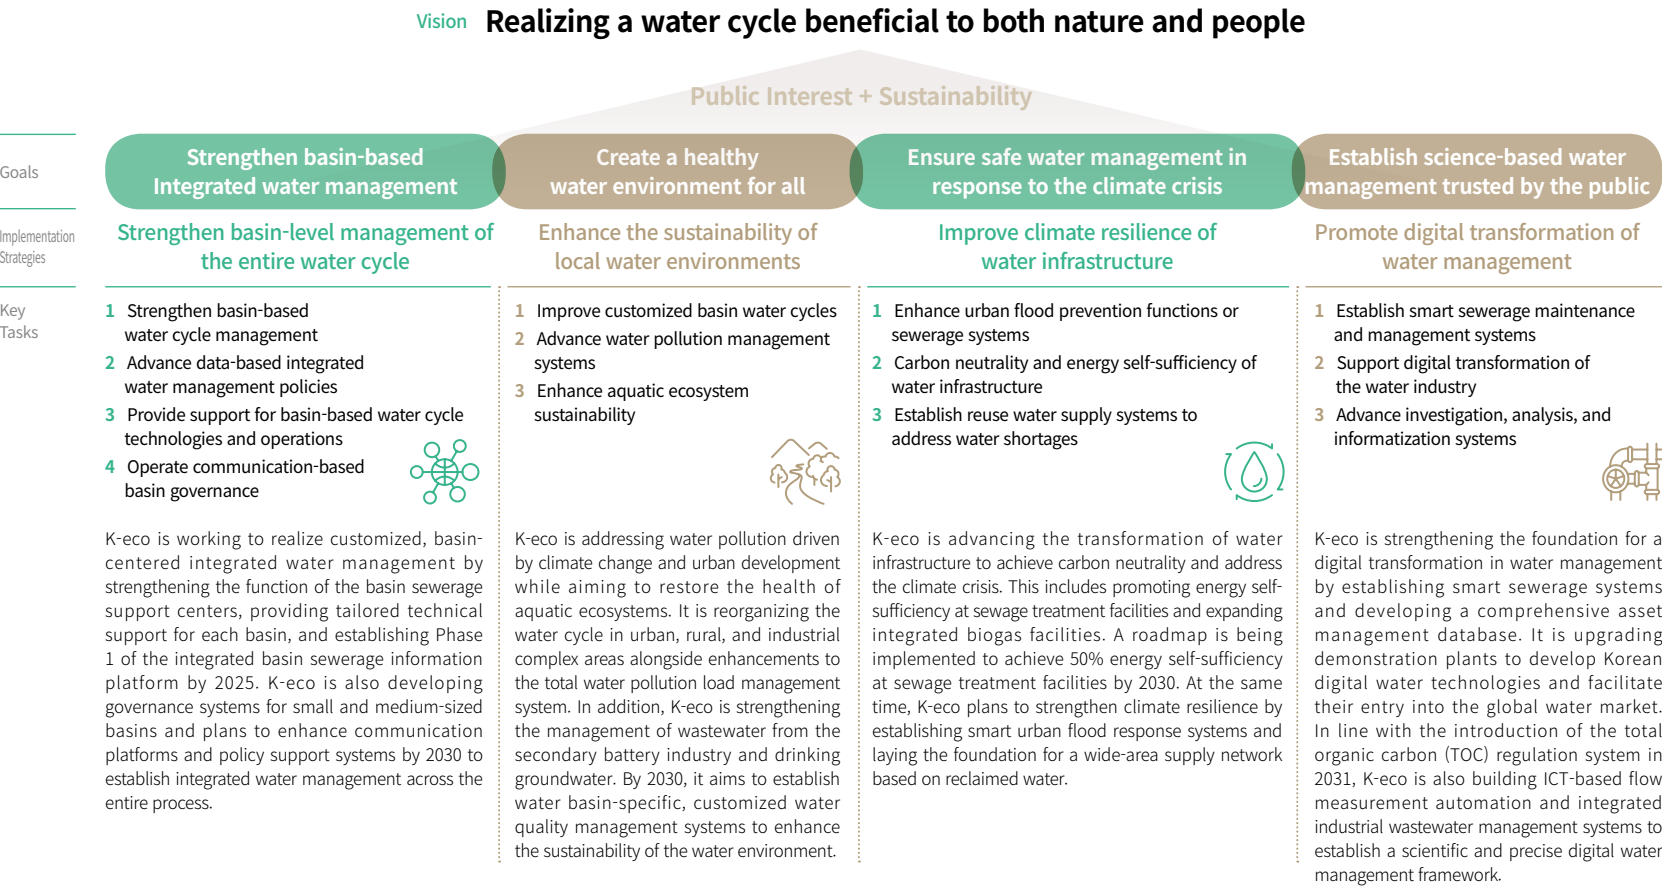 Vision Realizing a water cycle beneficial to both nature and people
Public Interest + Sustainability
Goals
Strengthen basin-based
Integrated water management
Create a healthy
water environment for all
Ensure safe water management in
response to the climate crisis
Establish science-based water
management trusted by the public
Implementation
Strategies
Strengthen basin-level management of
the entire water cycle
Enhance the sustainability of
local water environments
Improve climate resilience of
water infrastructure
Promote digital transformation of
water management
Key
Tasks
1 Strengthen basin-based
water cycle management
2 Advance data-based integrated
water management policies
3 Provide support for basin-based water cycle
technologies and operations
4 Operate communication-based
basin governance
K-eco is working to realize customized, basin-
centered integrated water management by
strengthening the function of the basin sewerage
support centers, providing tailored technical
support for each basin, and establishing Phase
1 of the integrated basin sewerage information
platform by 2025. K-eco is also developing
governance systems for small and medium-sized
basins and plans to enhance communication
platforms and policy support systems by 2030 to
establish integrated water management across the
entire process.
1 Improve customized basin water cycles
2 Advance water pollution management
systems
3 Enhance aquatic ecosystem
sustainability
K-eco is addressing water pollution driven
by climate change and urban development
while aiming to restore the health of
aquatic ecosystems. It is reorganizing the
water cycle in urban, rural, and industrial
complex areas alongside enhancements to
the total water pollution load management
system. In addition, K-eco is strengthening
the management of wastewater from the
secondary battery industry and drinking
groundwater. By 2030, it aims to establish
water basin-specific, customized water
quality management systems to enhance
the sustainability of the water environment.
1 Enhance urban flood prevention functions or
sewerage systems
2 Carbon neutrality and energy self-sufficiency of
water infrastructure
3 Establish reuse water supply systems to
address water shortages
K-eco is advancing the transformation of water
infrastructure to achieve carbon neutrality and address
the climate crisis. This includes promoting energy self-
sufficiency at sewage treatment facilities and expanding
integrated biogas facilities. A roadmap is being
implemented to achieve 50% energy self-sufficiency
at sewage treatment facilities by 2030. At the same
time, K-eco plans to strengthen climate resilience by
establishing smart urban flood response systems and
laying the foundation for a wide-area supply network
based on reclaimed water.
1 Establish smart sewerage maintenance
and management systems
2 Support digital transformation of
the water industry
3 Advance investigation, analysis, and
informatization systems
K-eco is strengthening the foundation for a
digital transformation in water management
by establishing smart sewerage systems
and developing a comprehensive asset
management database. It is upgrading
demonstration plants to develop Korean
digital water technologies and facilitate
their entry into the global water market.
In line with the introduction of the total
organic carbon (TOC) regulation system in
2031, K-eco is also building ICT-based flow
measurement automation and integrated
industrial wastewater management systems to
establish a scientific and precise digital water
management framework.